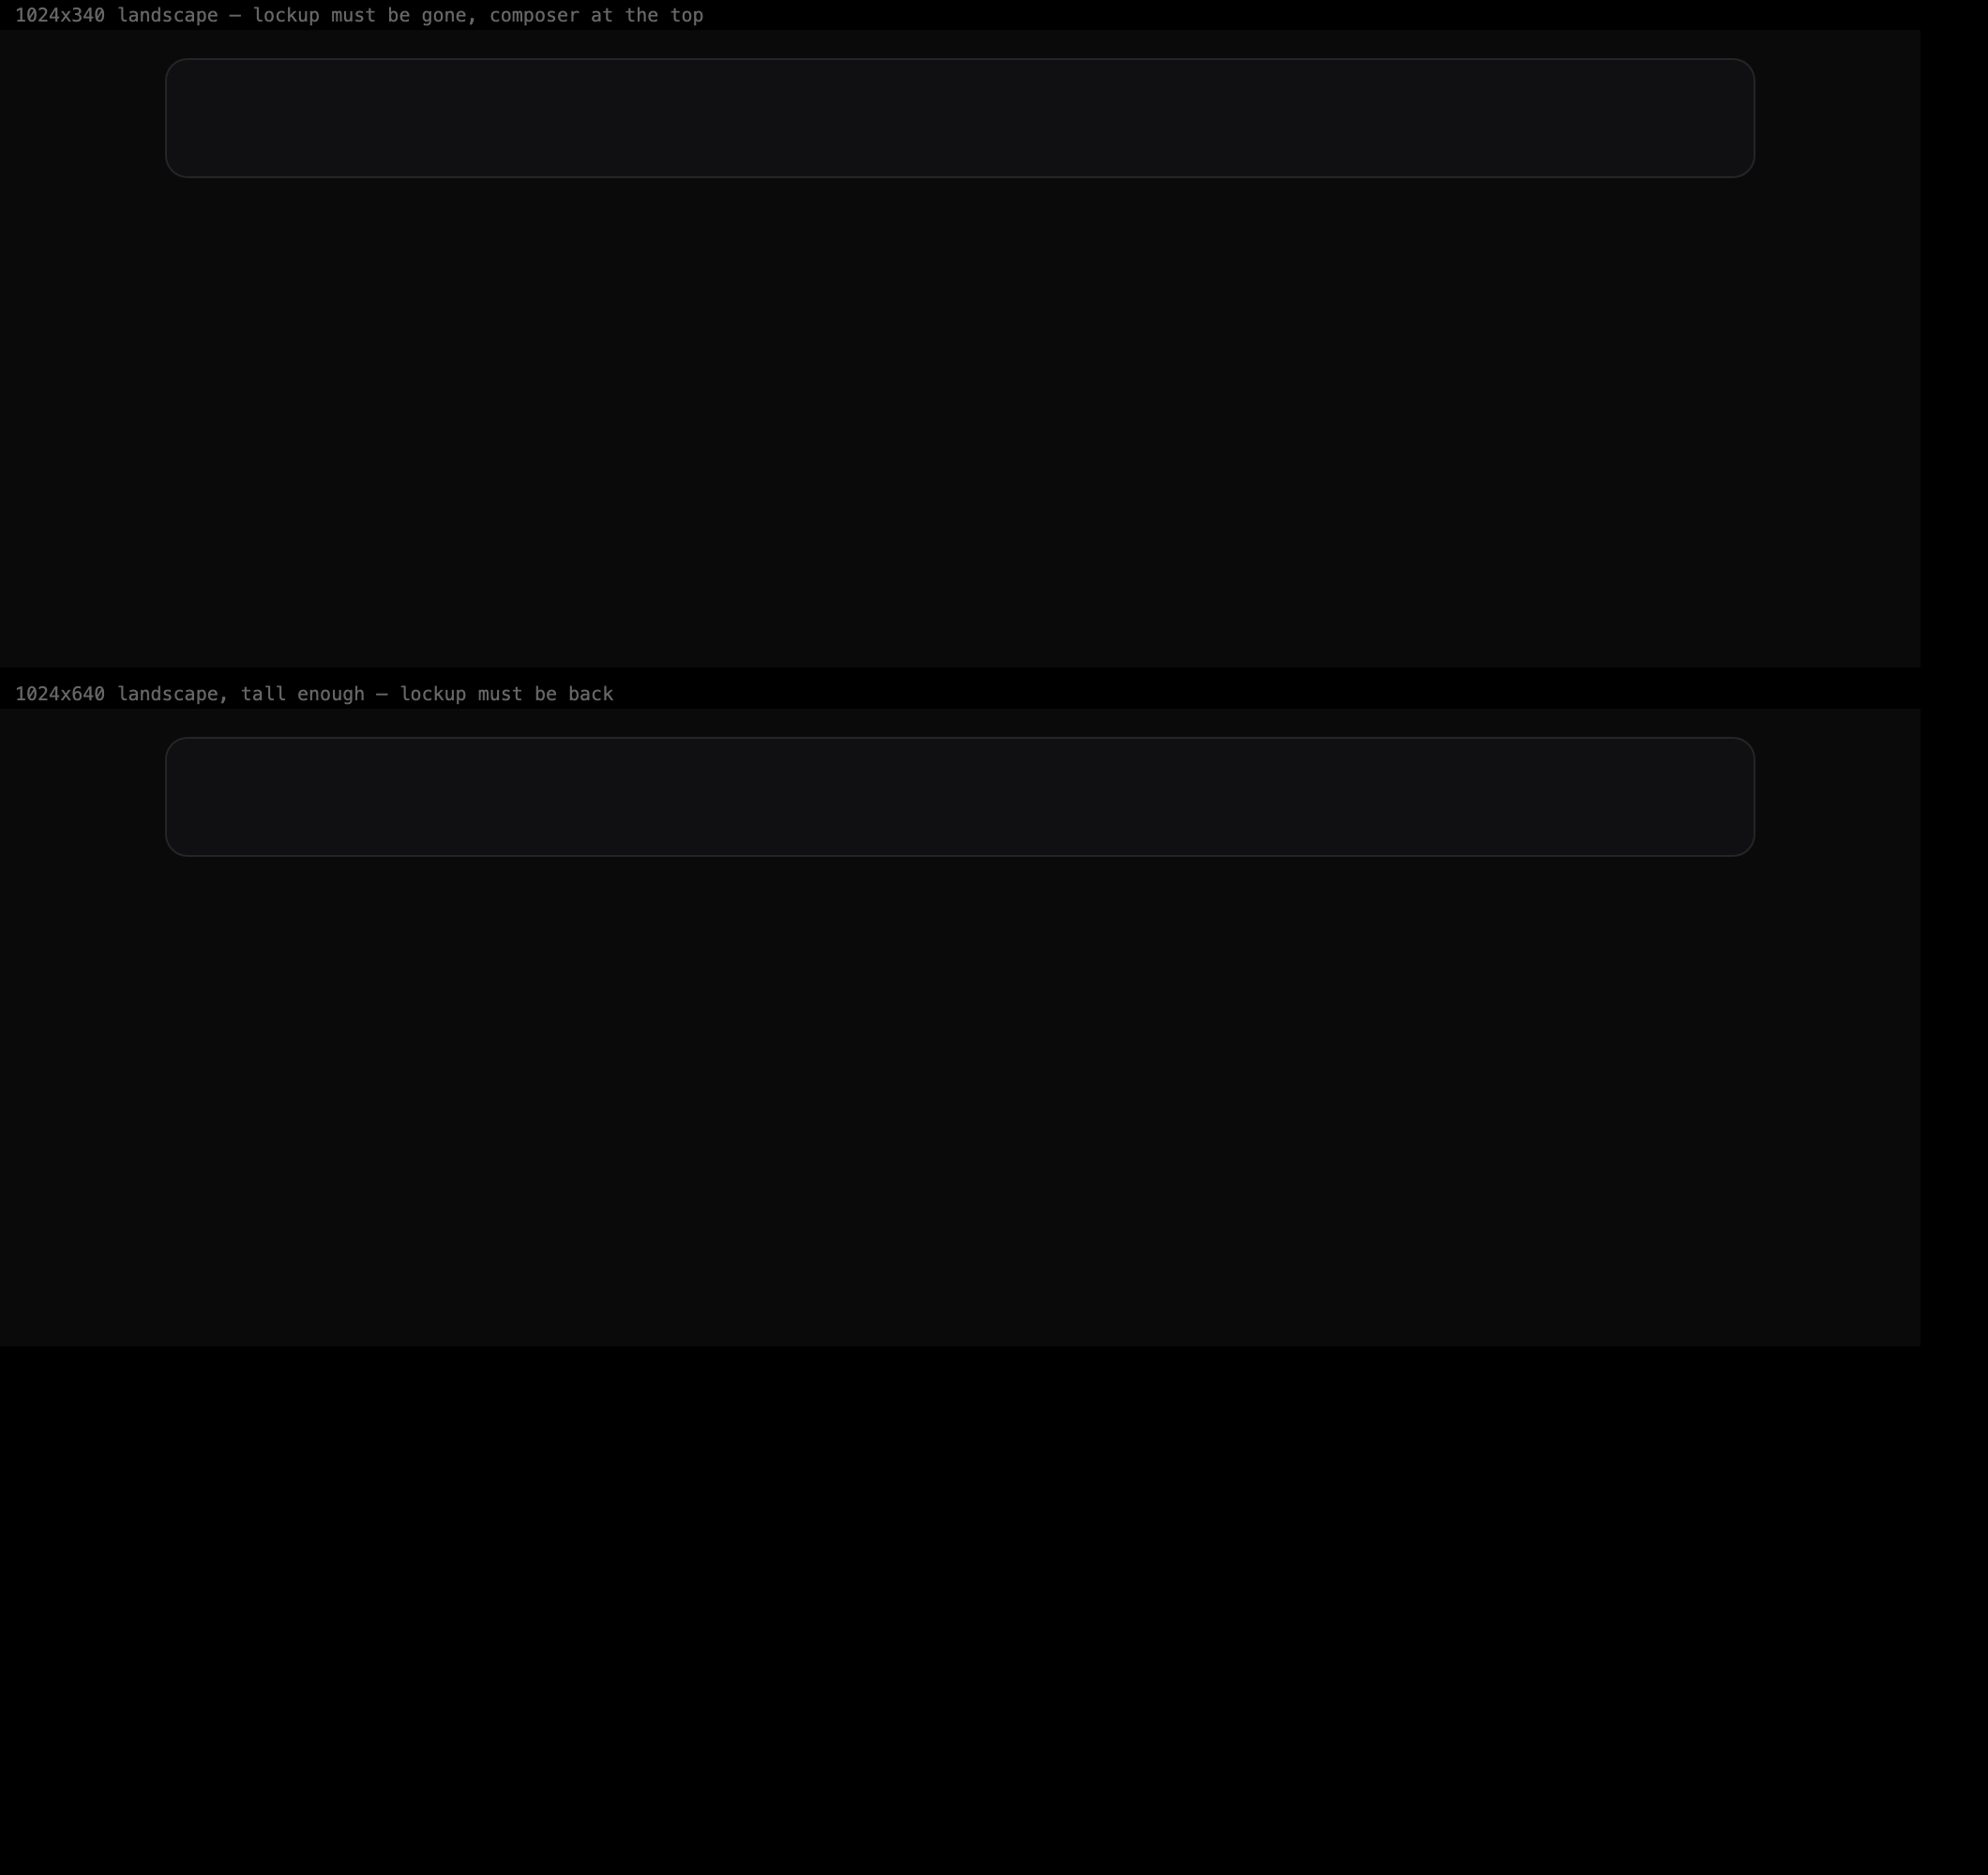 1024x340 landscape — lockup must be gone, composer at the top
1024x640 landscape, tall enough — lockup must be back